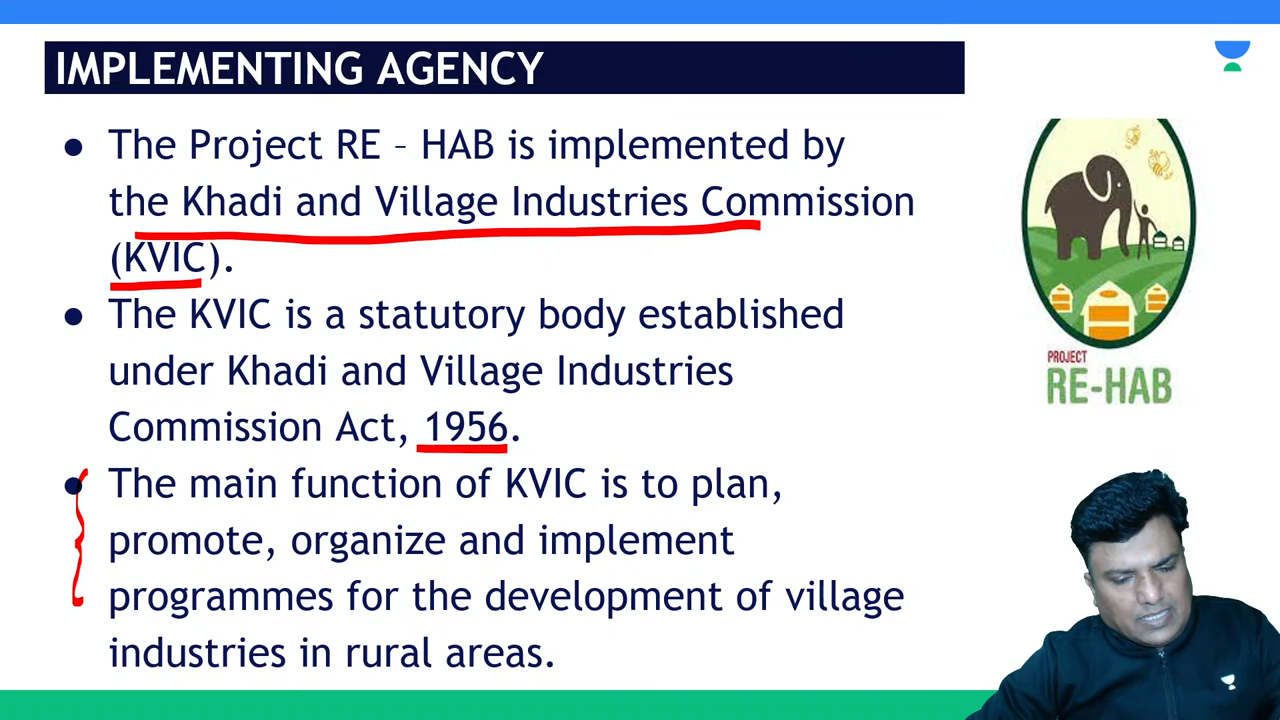 IMPLEMENTING AGENCY
● The Project RE – HAB is implemented by
the Khadi and Village Industries Commission
(KVIC).
● The KVIC is a statutory body established
under Khadi and Village Industries
Commission Act, 1956.
● The main function of KVIC is to plan,
promote, organize and implement
programmes for the development of village
industries in rural areas.
PROJECT
RE-HAB